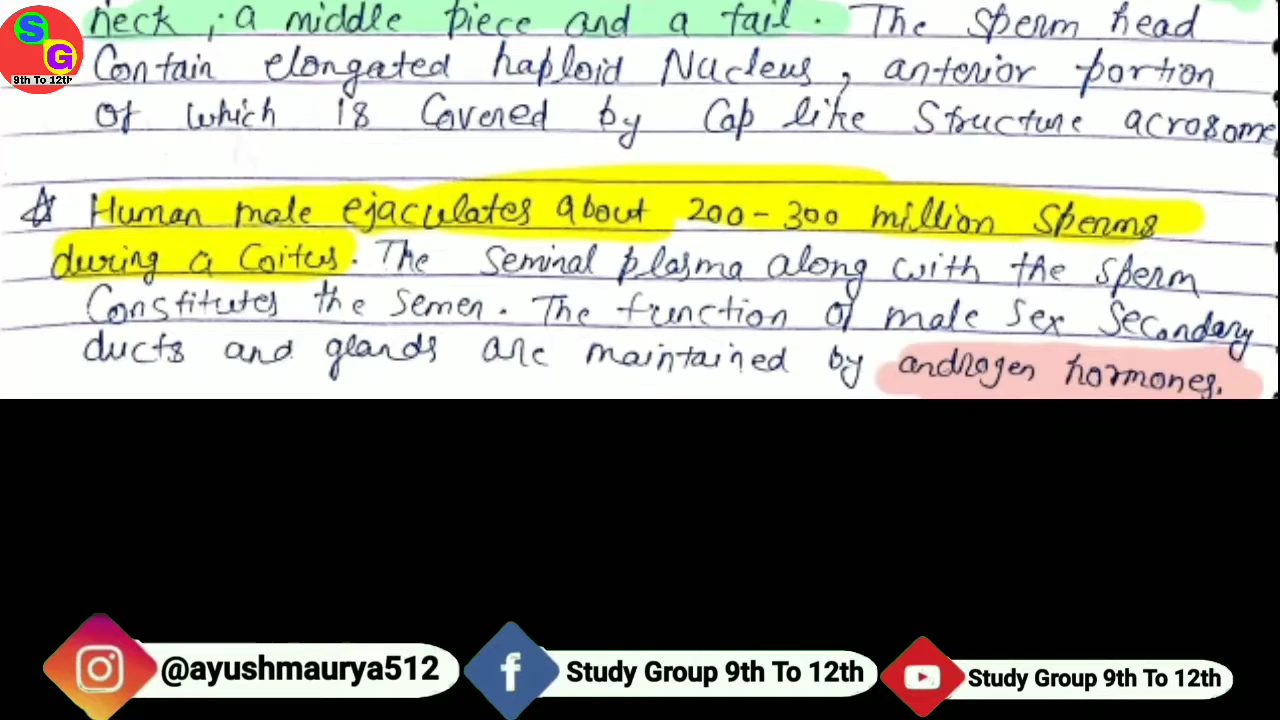 neck, a middle piece and a tail. The sperm head
Contain elongated haploid Nucleus, anterior portion
of which is Covered by Cap like Structure acrosome
☆ Human male ejaculates about 200-300 million Sperms
during a Coitus. The seminal plasma along with the sperm
Constitutes the semen. The function of male sex Secondary
ducts and glands are maintained by androgen hormones.
SG
9th To 12th
@ayushmaurya512
Study Group 9th To 12th
Study Group 9th To 12th